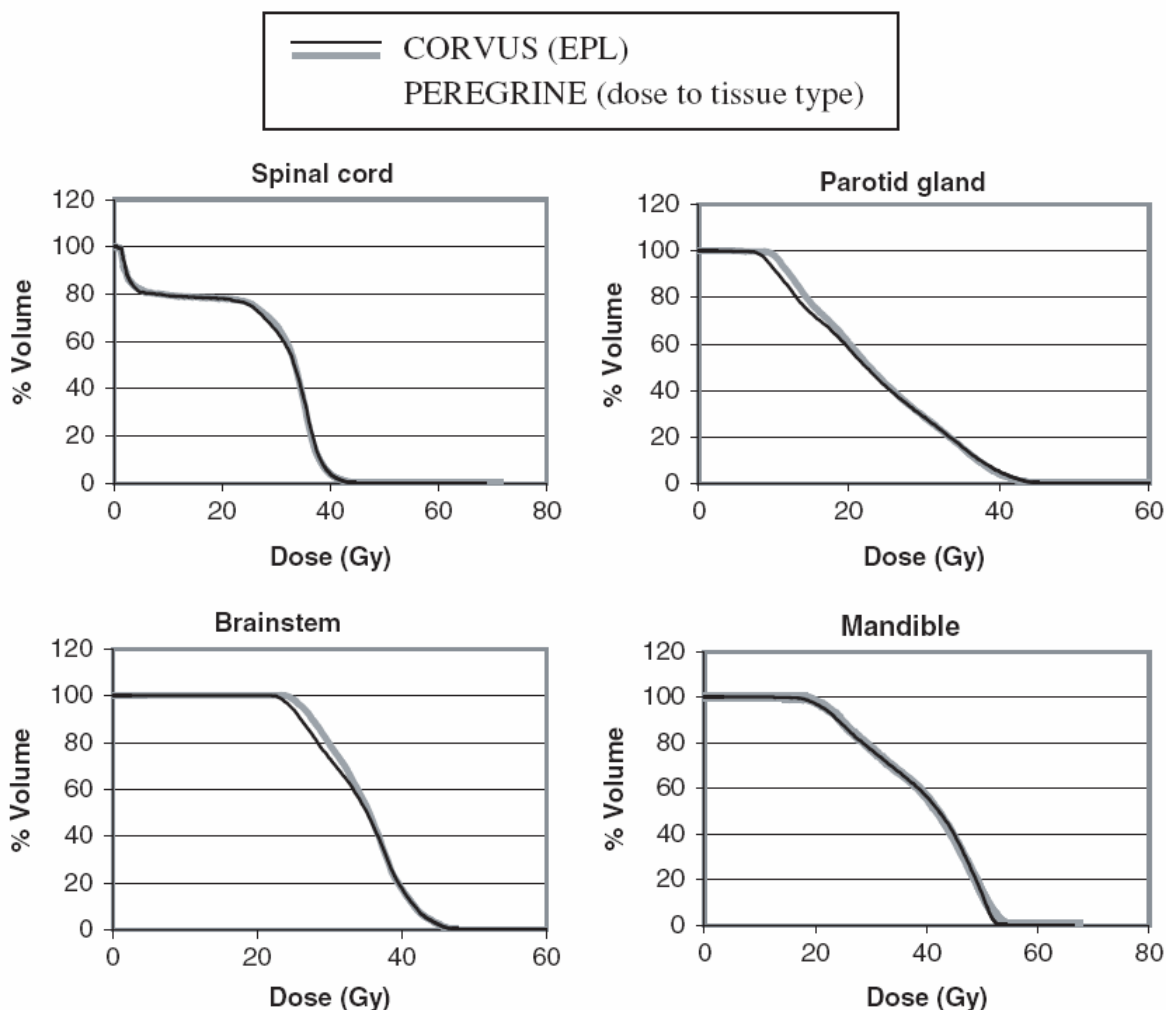 CORVUS (EPL)
PEREGRINE (dose to tissue type)
Spinal cord
120
100
80
60
40
20
0
% Volume
0 20 40 60 80
Dose (Gy)
Parotid gland
120
100
80
60
40
20
0
% Volume
0 20 40 60
Dose (Gy)
Brainstem
120
100
80
60
40
20
0
% Volume
0 20 40 60
Dose (Gy)
Mandible
120
100
80
60
40
20
0
% Volume
0 20 40 60 80
Dose (Gy)